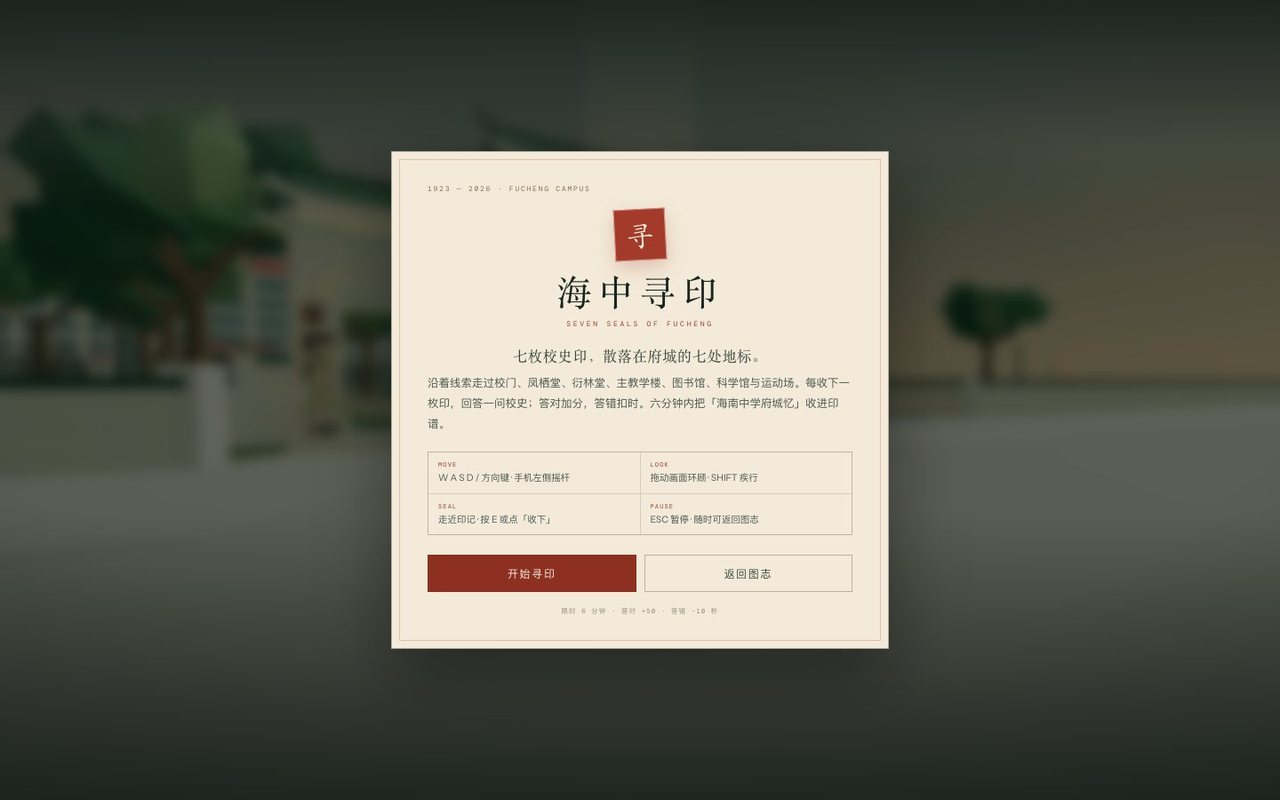 1923 — 2026 · FUCHENG CAMPUS
寻
海中寻印
SEVEN SEALS OF FUCHENG
七枚校史印，散落在府城的七处地标。
沿着线索走过校门、凤栖堂、衍林堂、主教学楼、图书馆、科学馆与运动场。每收下一
枚印，回答一问校史；答对加分，答错扣时。六分钟内把「海南中学府城忆」收进印
谱。
MOVE
W A S D / 方向键·手机左侧摇杆
LOOK
拖动画面环顾·SHIFT 疾行
SEAL
走近印记·按 E 或点「收下」
PAUSE
ESC 暂停·随时可返回图志
开始寻印
返回图志
限时 6 分钟 · 答对 +50 · 答错 -10 秒